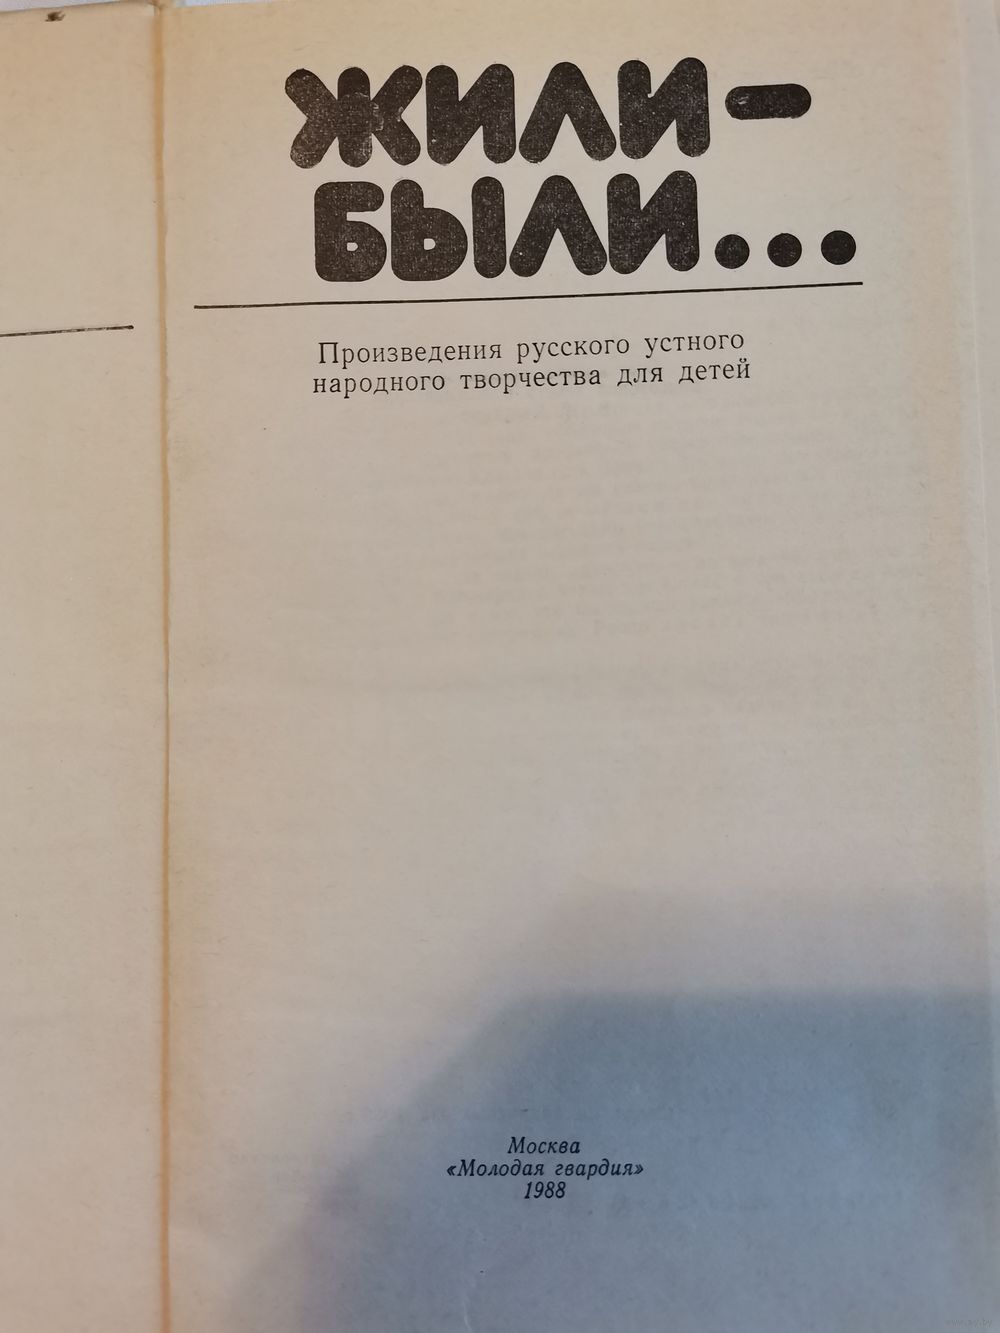 ЖИЛИ-
БЫЛИ...
Произведения русского устного
народного творчества для детей
Москва
«Молодая гвардия»
1988